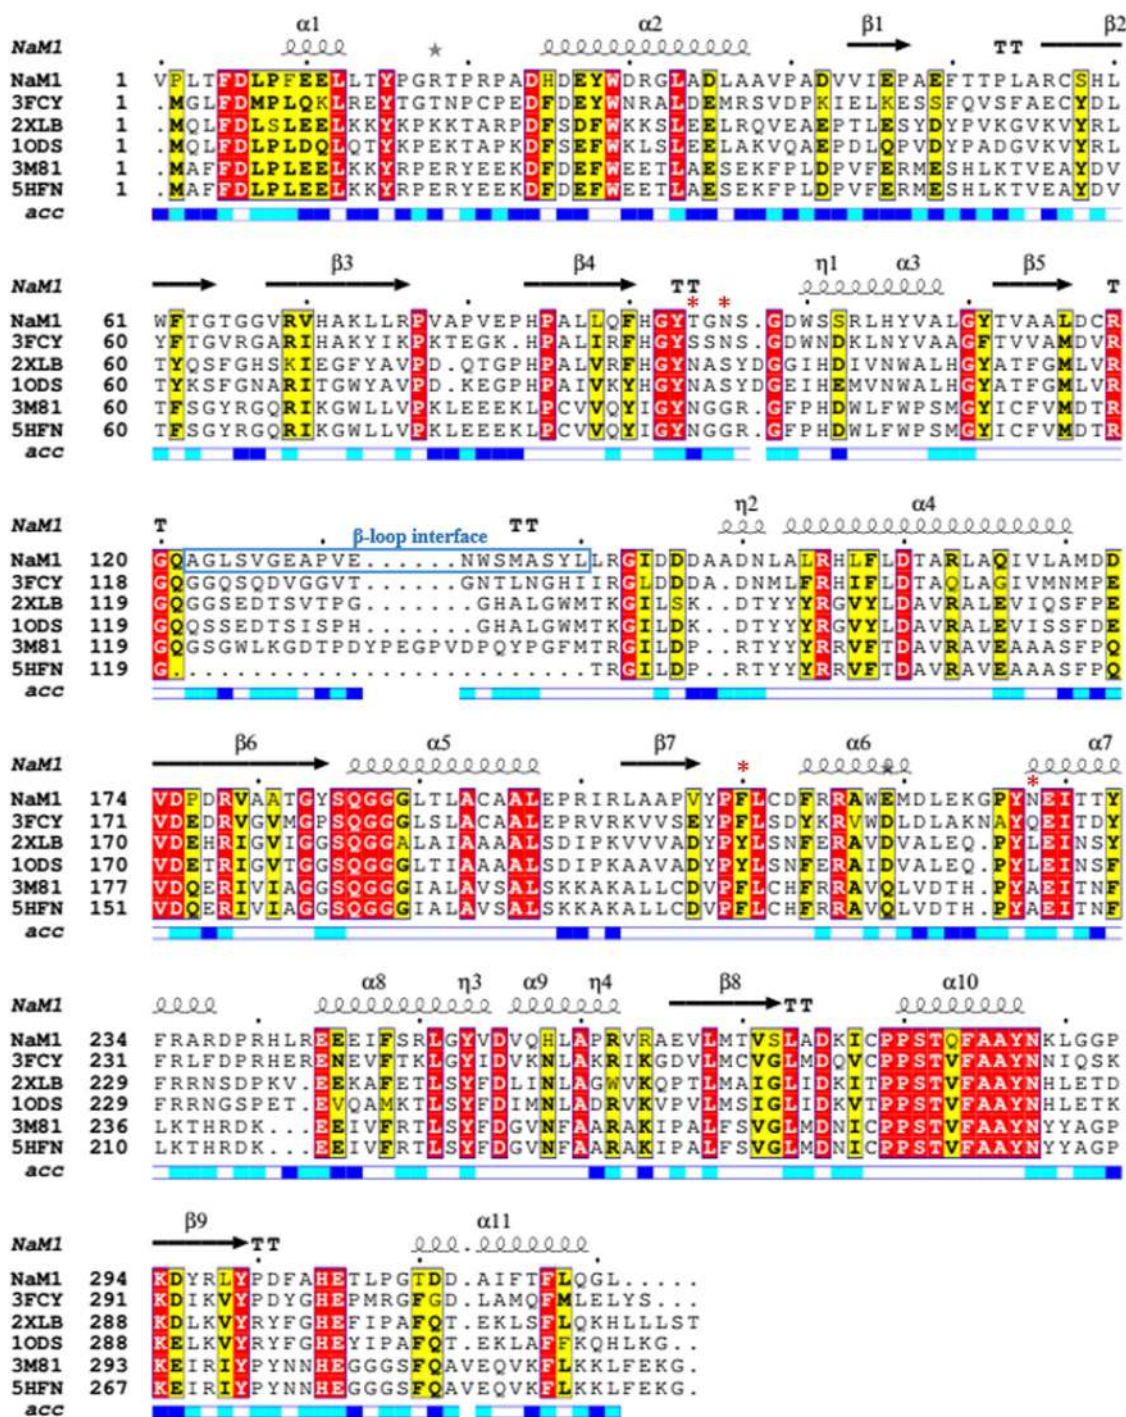 α1 α2 β1 β2
NaM1 ★ TT
NaM1 1 VPLTFDLPFEELLTYPGRTPRPADHDEYWDRGLADLAAVPADVVIEPAEFTTPLARCSHL
3FCY 1 .MGLFDMPLQKLREYTGTNPCPEDFDEYWNRALDEMRSVDPKIELKESSFQVSFAECYDL
2XLB 1 .MQLFDLSLEELKKYKPKKTARPDFSDFWKKSLEELRQVEAEPTLESYDYPVKGVKVYRL
1ODS 1 .MQLFDLPLDQLQTYKPEKTAPKDFSEFWKLSLEELAKVQAEPDLQPVDYPADGVKVYRL
3M81 1 .MAFFDLPLEELKKYRPERYEEKDFDEFWEETLAESEKFPLDPVFERMESHLKTVEAYDV
5HFN 1 .MAFFDLPLEELKKYRPERYEEKDFDEFWEETLAESEKFPLDPVFERMESHLKTVEAYDV
acc
β3 β4 η1 α3 β5
NaM1 TT T
* *
NaM1 61 WFTGTGGVRVHAKLLRPVAPVEPHPALLQFHGYTGNS.GDWSSRLHYVALGYTVAALDCR
3FCY 60 YFTGVRGARIHAKYIKPKTEGK.HPALIRFHGYSSNS.GDWNDKLNYVAAGFTVVAMDVR
2XLB 60 TYQSFGHSKIEGFYAVPD.QTGPHPALVRFHGYNASYDGGIHDIVNWALHGYATFGMLVR
1ODS 60 TYKSFGNARITGWYAVPD.KEGPHPAIVKYHGYNASYDGEIHEMVNWALHGYATFGMLVR
3M81 60 TFSGYRGQRIKGWLLVPKLEEEKLPCVVQYIGYNGGR.GFPHDWLFWPSMGYICFVMDTR
5HFN 60 TFSGYRGQRIKGWLLVPKLEEEKLPCVVQYIGYNGGR.GFPHDWLFWPSMGYICFVMDTR
acc
η2 α4
NaM1 T TT
β-loop interface
NaM1 120 GQAGLSVGEAPVE......NWSMASYLLRGIDDDAADNLALRHLFLDTARLAQIVLAMDD
3FCY 118 GQGGQSQDVGGVT......GNTLNGHIIRGLDDDA.DNMLFRHIFLDTAQLAGIVMNMPE
2XLB 119 GQGGSEDTSVTPG.......GHALGWMTKGILSK..DTYYYRGVYLDAVRALEVIQSFPE
1ODS 119 GQQSSEDTSISPH.......GHALGWMTKGILDK..DTYYYRGVYLDAVRALEVISSFDE
3M81 119 GQGSGWLKGDTPDYPEGPVDPQYPGFMTRGILDP..RTYYYRRVFTDAVRAVEAAASFPQ
5HFN 119 G..........................TRGILDP..RTYYYRRVFTDAVRAVEAAASFPQ
acc
β6 α5 β7 α6 α7
NaM1 * ★ *
NaM1 174 VDPDRVAATGYSQGGGLTLACAALEPRIRLAAPVYPFLCDFRRAWEMDLEKGPYNEITTY
3FCY 171 VDEDRVGVMGPSQGGGLSLACAALEPRVRKVVSEYPFLSDYKRVWDLDLAKNAYQEITDY
2XLB 170 VDEHRIGVIGGSQGGALAIAAAALSDIPKVVVADYPYLSNFERAVDVALEQ.PYLEINSY
1ODS 170 VDETRIGVTGGSQGGGLTIAAAALSDIPKAAVADYPYLSNFERAIDVALEQ.PYLEINSF
3M81 177 VDQERIVIAGGSQGGGIALAVSALSKKAKALLCDVPFLCHFRRAVQLVDTH.PYAEITNF
5HFN 151 VDQERIVIAGGSQGGGIALAVSALSKKAKALLCDVPFLCHFRRAVQLVDTH.PYAEITNF
acc
α8 η3 α9 η4 β8 α10
NaM1 TT
NaM1 234 FRARDPRHLREEEIFSRLGYVDVQHLAPRVRAEVLMTVSLADKICPPSTQFAAYNKLGGP
3FCY 231 FRLFDPRHERENEVFTKLGYIDVKNLAKRIKGDVLMCVGLMDQVCPPSTVFAAYNNIQSK
2XLB 229 FRRNSDPKV.EEKAFETLSYFDLINLAGWVKQPTLMAIGLIDKITPPSTVFAAYNHLETD
1ODS 229 FRRNGSPET.EVQAMKTLSYFDIMNLADRVKVPVLMSIGLIDKVTPPSTVFAAYNHLETK
3M81 236 LKTHRDK...EEIVFRTLSYFDGVNFAARAKIPALFSVGLMDNICPPSTVFAAYNYYAGP
5HFN 210 LKTHRDK...EEIVFRTLSYFDGVNFAARAKIPALFSVGLMDNICPPSTVFAAYNYYAGP
acc
β9 α11
NaM1 TT
NaM1 294 KDYRLYPDFAHETLPGTDD.AIFTFLQGL.....
3FCY 291 KDIKVYPDYGHEPMRGFGD.LAMQFMLELYS...
2XLB 288 KDLKVYRYFGHEFIPAFQT.EKLSFLQKHLLLST
1ODS 288 KELKVYRYFGHEYIPAFQT.EKLAFFKQHLKG..
3M81 293 KEIRIYPYNNHEGGGSFQAVEQVKFLKKLFEKG.
5HFN 267 KEIRIYPYNNHEGGGSFQAVEQVKFLKKLFEKG.
acc